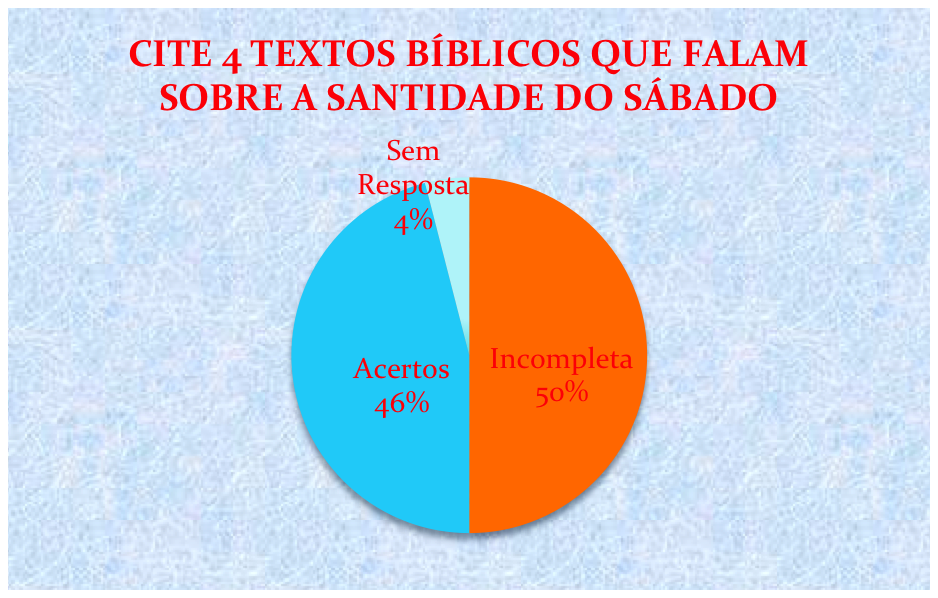 CITE 4 TEXTOS BÍBLICOS QUE FALAM
SOBRE A SANTIDADE DO SÁBADO
Sem
Resposta
4%
Acertos
46%
Incompleta
50%